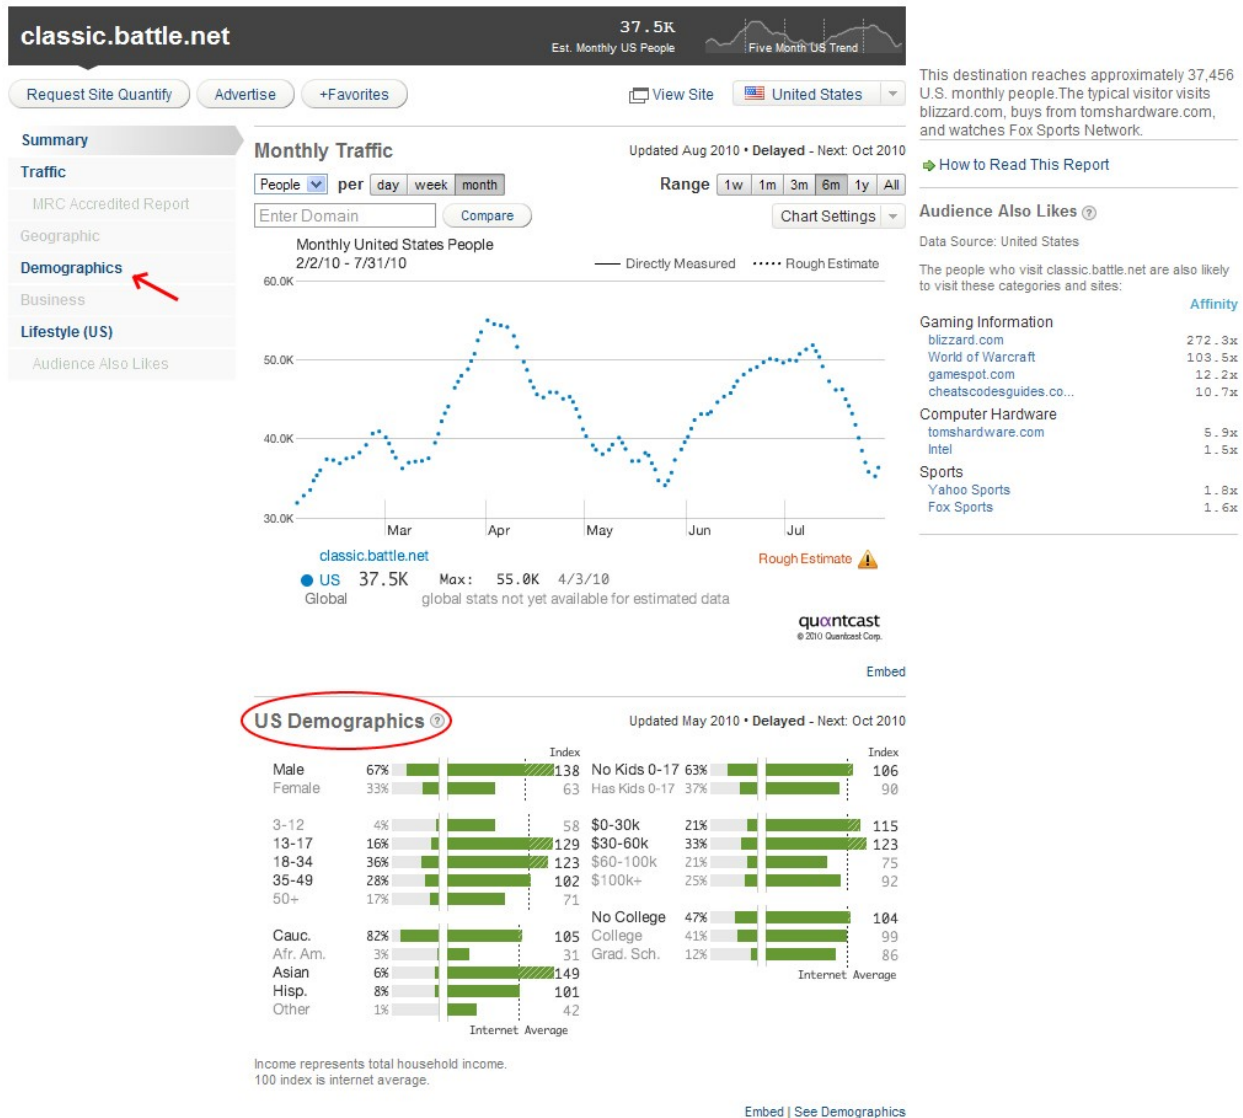 classic.battle.net
37.5K
Est. Monthly US People
Five Month US Trend
Request Site Quantify
Advertise
+Favorites
View Site
United States
Summary
Traffic
MRC Accredited Report
Geographic
Demographics
Business
Lifestyle (US)
Audience Also Likes
Monthly Traffic
Updated Aug 2010 • Delayed - Next: Oct 2010
People per day week month
Range 1w 1m 3m 6m 1y All
Enter Domain Compare
Chart Settings
Monthly United States People
2/2/10 - 7/31/10
Directly Measured Rough Estimate
60.0K
50.0K
40.0K
30.0K
Mar Apr May Jun Jul
classic.battle.net
Rough Estimate
US 37.5K Max: 55.0K 4/3/10
Global global stats not yet available for estimated data
quantcast
© 2010 Quantcast Corp.
Embed
US Demographics ?
Updated May 2010 • Delayed - Next: Oct 2010
Index
Male 67% 138
Female 33% 63
3-12 4% 58
13-17 16% 129
18-34 36% 123
35-49 28% 102
50+ 17% 71
Cauc. 82% 105
Afr. Am. 3% 31
Asian 6% 149
Hisp. 8% 101
Other 1% 42
Internet Average
Index
No Kids 0-17 63% 106
Has Kids 0-17 37% 90
$0-30k 21% 115
$30-60k 33% 123
$60-100k 21% 75
$100k+ 25% 92
No College 47% 104
College 41% 99
Grad. Sch. 12% 86
Internet Average
Income represents total household income.
100 index is internet average.
Embed | See Demographics
This destination reaches approximately 37,456
U.S. monthly people.The typical visitor visits
blizzard.com, buys from tomshardware.com,
and watches Fox Sports Network.
How to Read This Report
Audience Also Likes ?
Data Source: United States
The people who visit classic.battle.net are also likely
to visit these categories and sites:
Affinity
Gaming Information
blizzard.com 272.3x
World of Warcraft 103.5x
gamespot.com 12.2x
cheatscodesguides.co... 10.7x
Computer Hardware
tomshardware.com 5.9x
Intel 1.5x
Sports
Yahoo Sports 1.8x
Fox Sports 1.6x